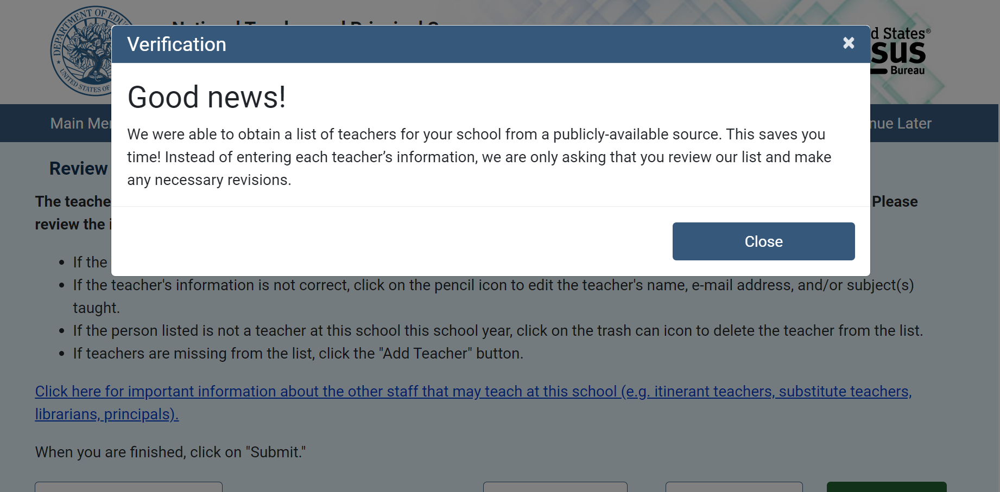 DEPARTMENT OF EDUC
UNITED STATES OF
Verification
d States®
sus
Bureau
Good news!
We were able to obtain a list of teachers for your school from a publicly-available source. This saves you
time! Instead of entering each teacher’s information, we are only asking that you review our list and make
any necessary revisions.
Close
Main Me
nue Later
Review
The teache
Please
review the i
If the
If the teacher's information is not correct, click on the pencil icon to edit the teacher's name, e-mail address, and/or subject(s)
taught.
If the person listed is not a teacher at this school this school year, click on the trash can icon to delete the teacher from the list.
If teachers are missing from the list, click the "Add Teacher" button.
Click here for important information about the other staff that may teach at this school (e.g. itinerant teachers, substitute teachers,
librarians, principals).
When you are finished, click on "Submit."